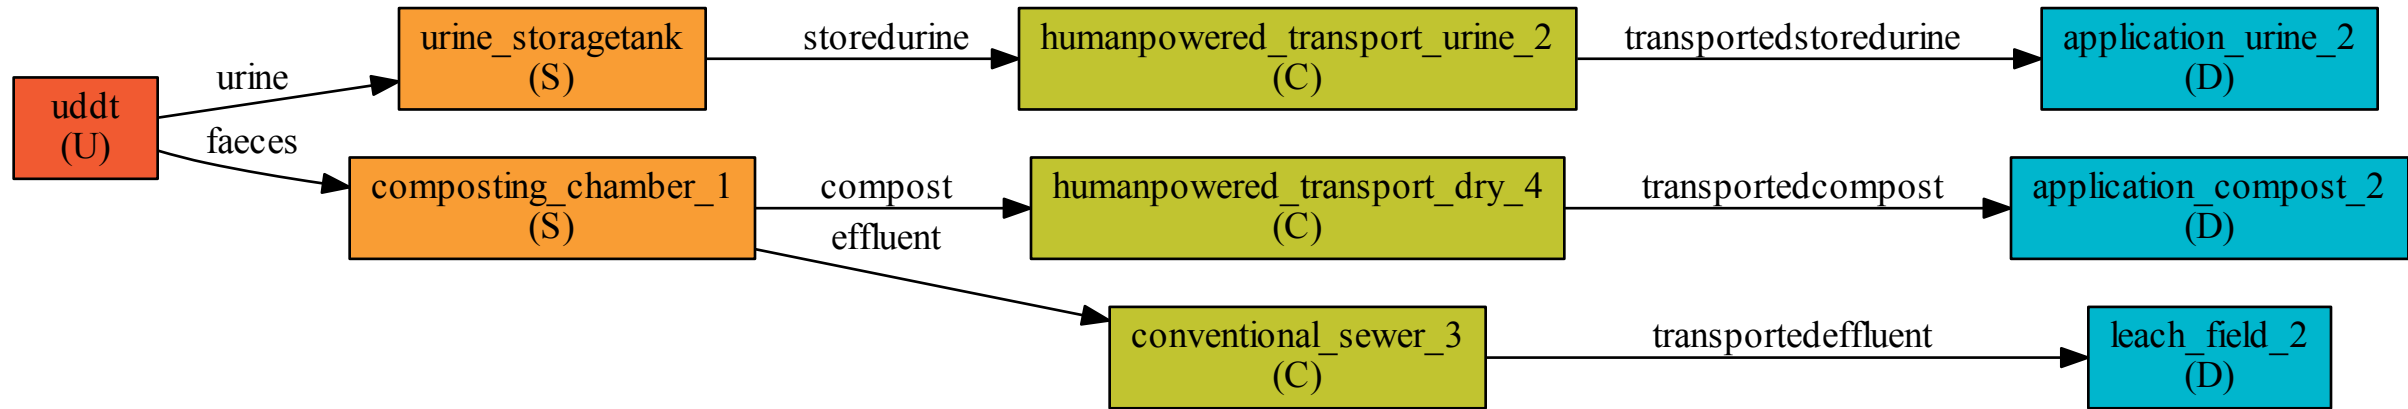 uddt
(U)
urine
faeces
urine_storagetank
(S)
storedurine
humanpowered_transport_urine_2
(C)
transportedstoredurine
application_urine_2
(D)
composting_chamber_1
(S)
compost
effluent
humanpowered_transport_dry_4
(C)
transportedcompost
application_compost_2
(D)
conventional_sewer_3
(C)
transportedeffluent
leach_field_2
(D)